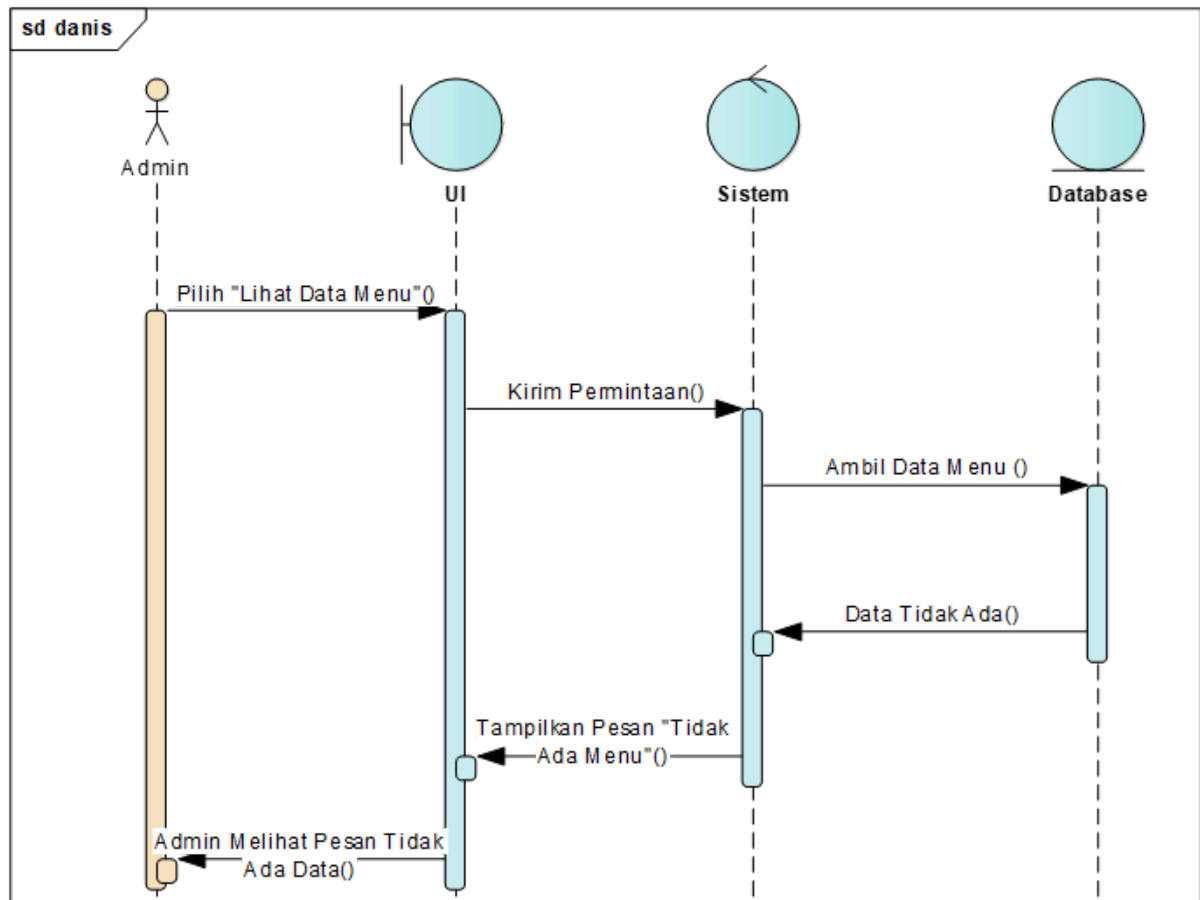 sd danis
Admin
UI
Sistem
Database
Pilih "Lihat Data Menu"()
Kirim Permintaan()
Ambil Data Menu ()
Data Tidak Ada()
Tampilkan Pesan "Tidak
Ada Menu"()
Admin Melihat Pesan Tidak
Ada Data()